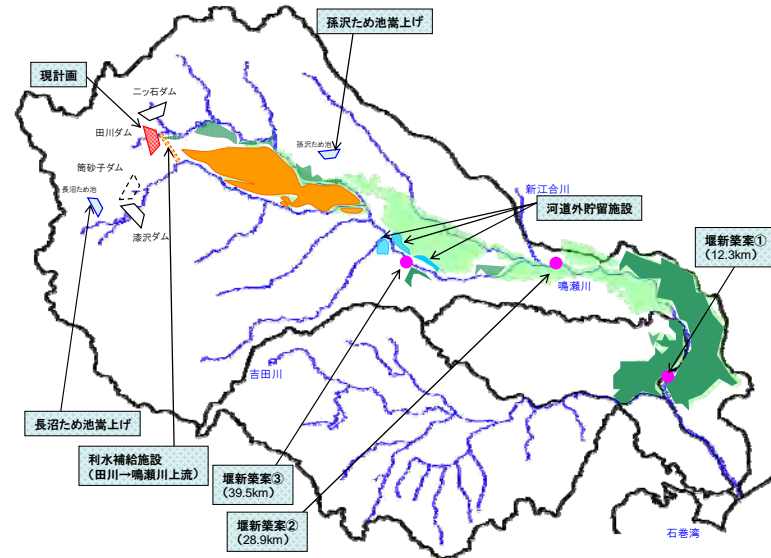 孫沢ため池嵩上げ
現計画
二ッ石ダム
田川ダム
孫沢ため池
筒砂子ダム
長沼ため池
漆沢ダム
新江合川
河道外貯留施設
堰新築案①
(12.3km)
鳴瀬川
吉田川
長沼ため池嵩上げ
利水補給施設
(田川→鳴瀬川上流)
堰新築案③
(39.5km)
堰新築案②
(28.9km)
石巻湾